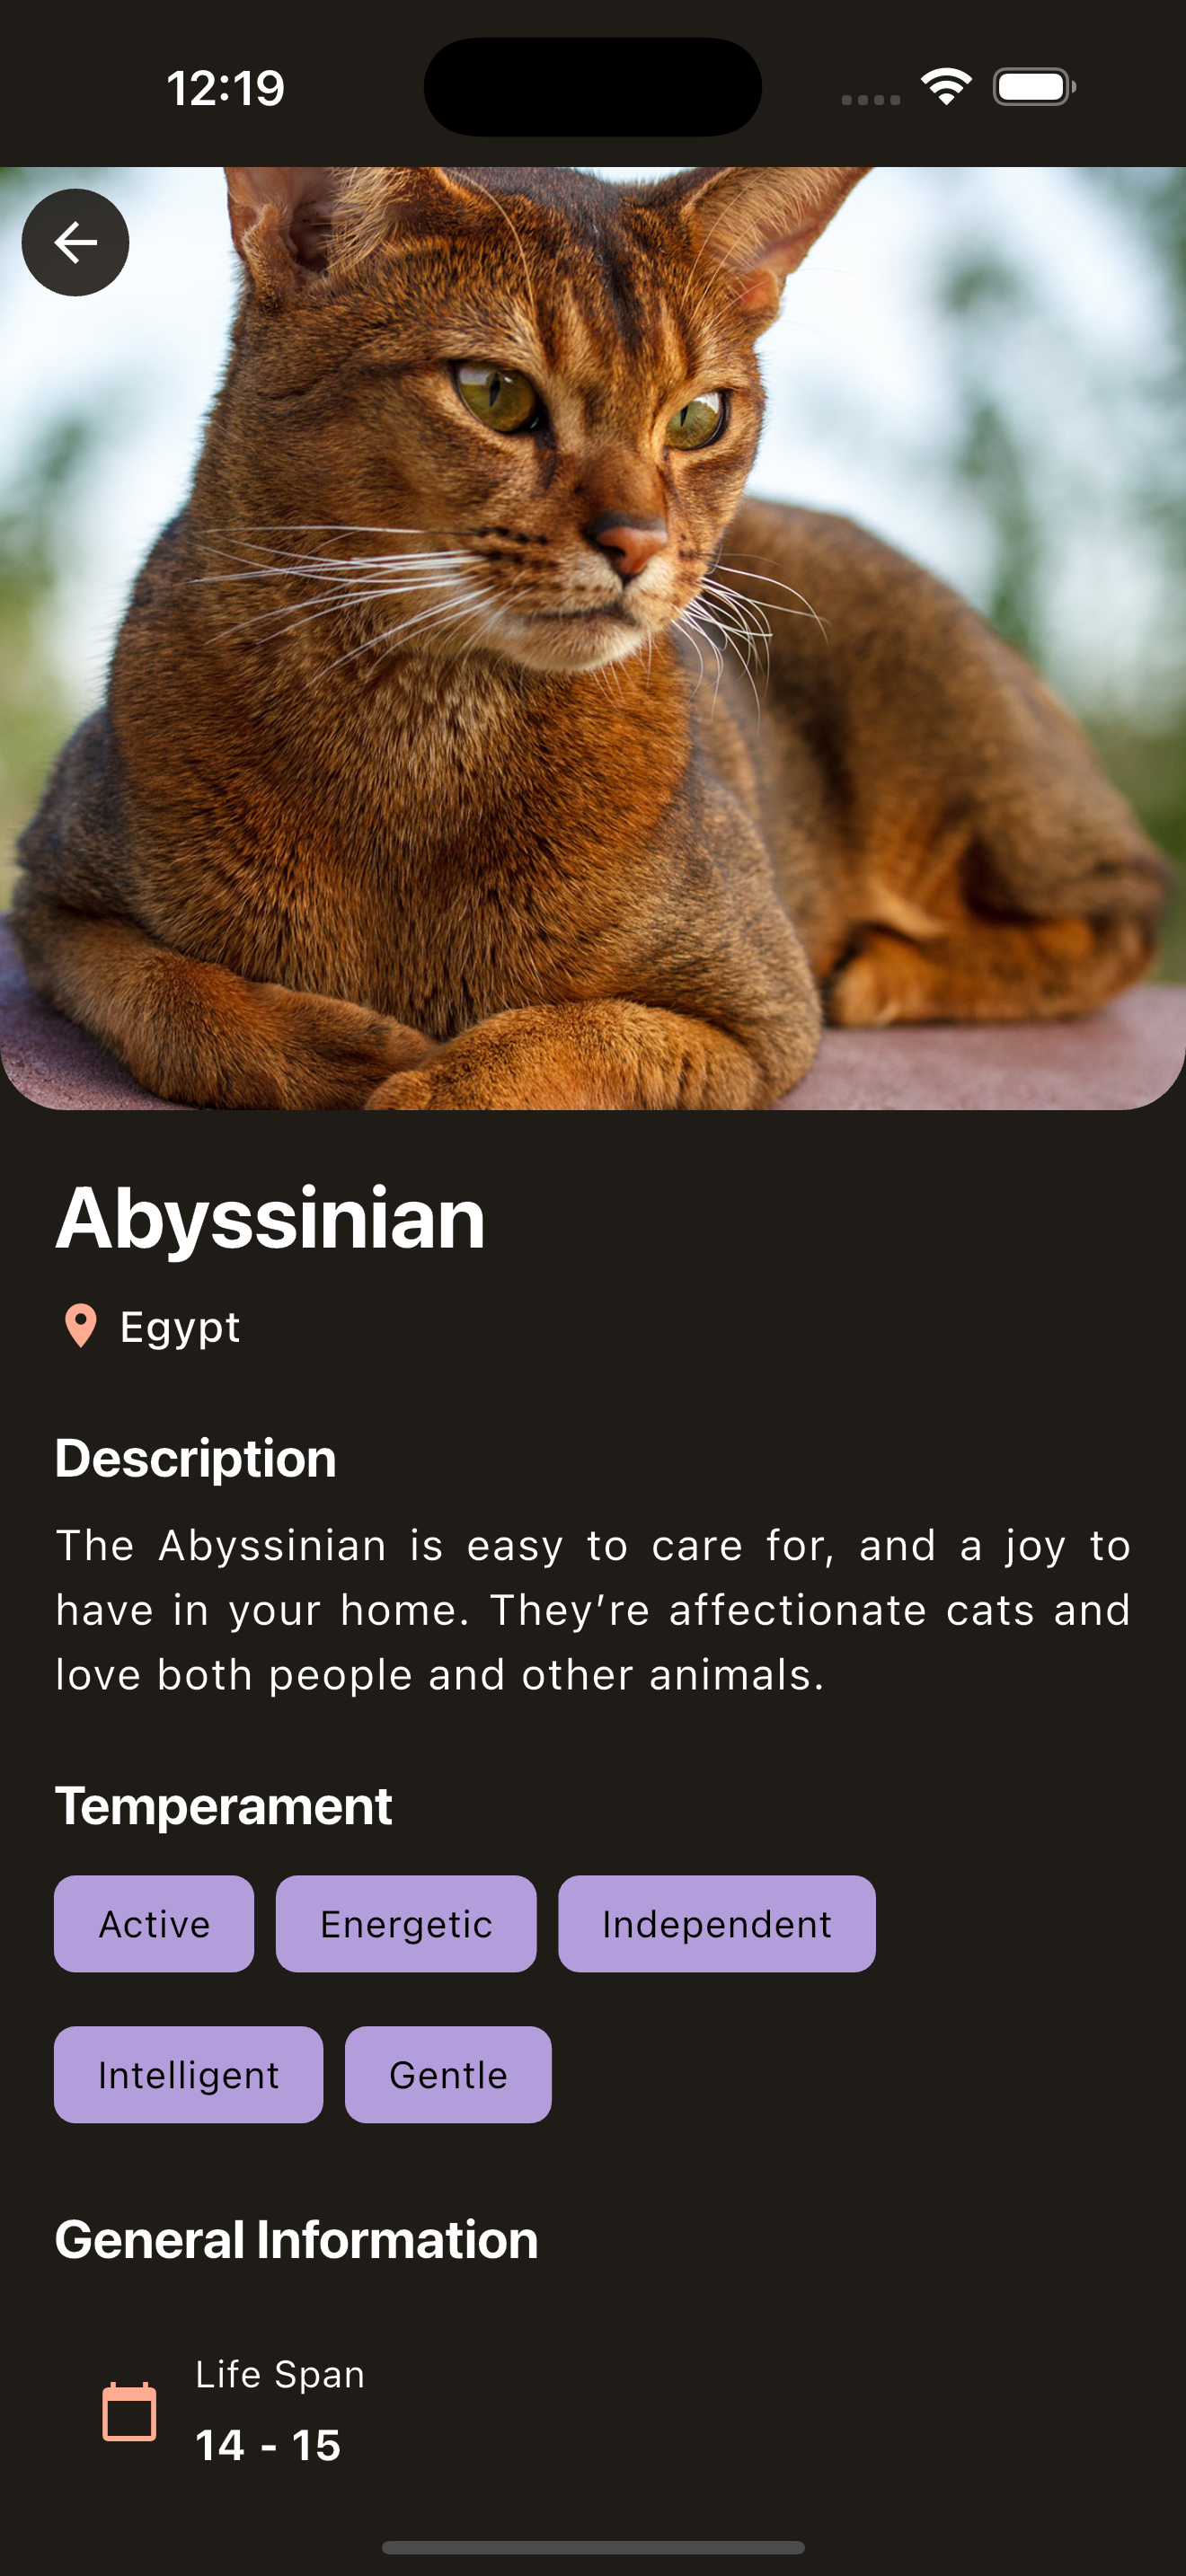 12:19
Abyssinian
Egypt
Description
The Abyssinian is easy to care for, and a joy to
have in your home. They’re affectionate cats and
love both people and other animals.
Temperament
Active Energetic Independent
Intelligent Gentle
General Information
Life Span
14 - 15